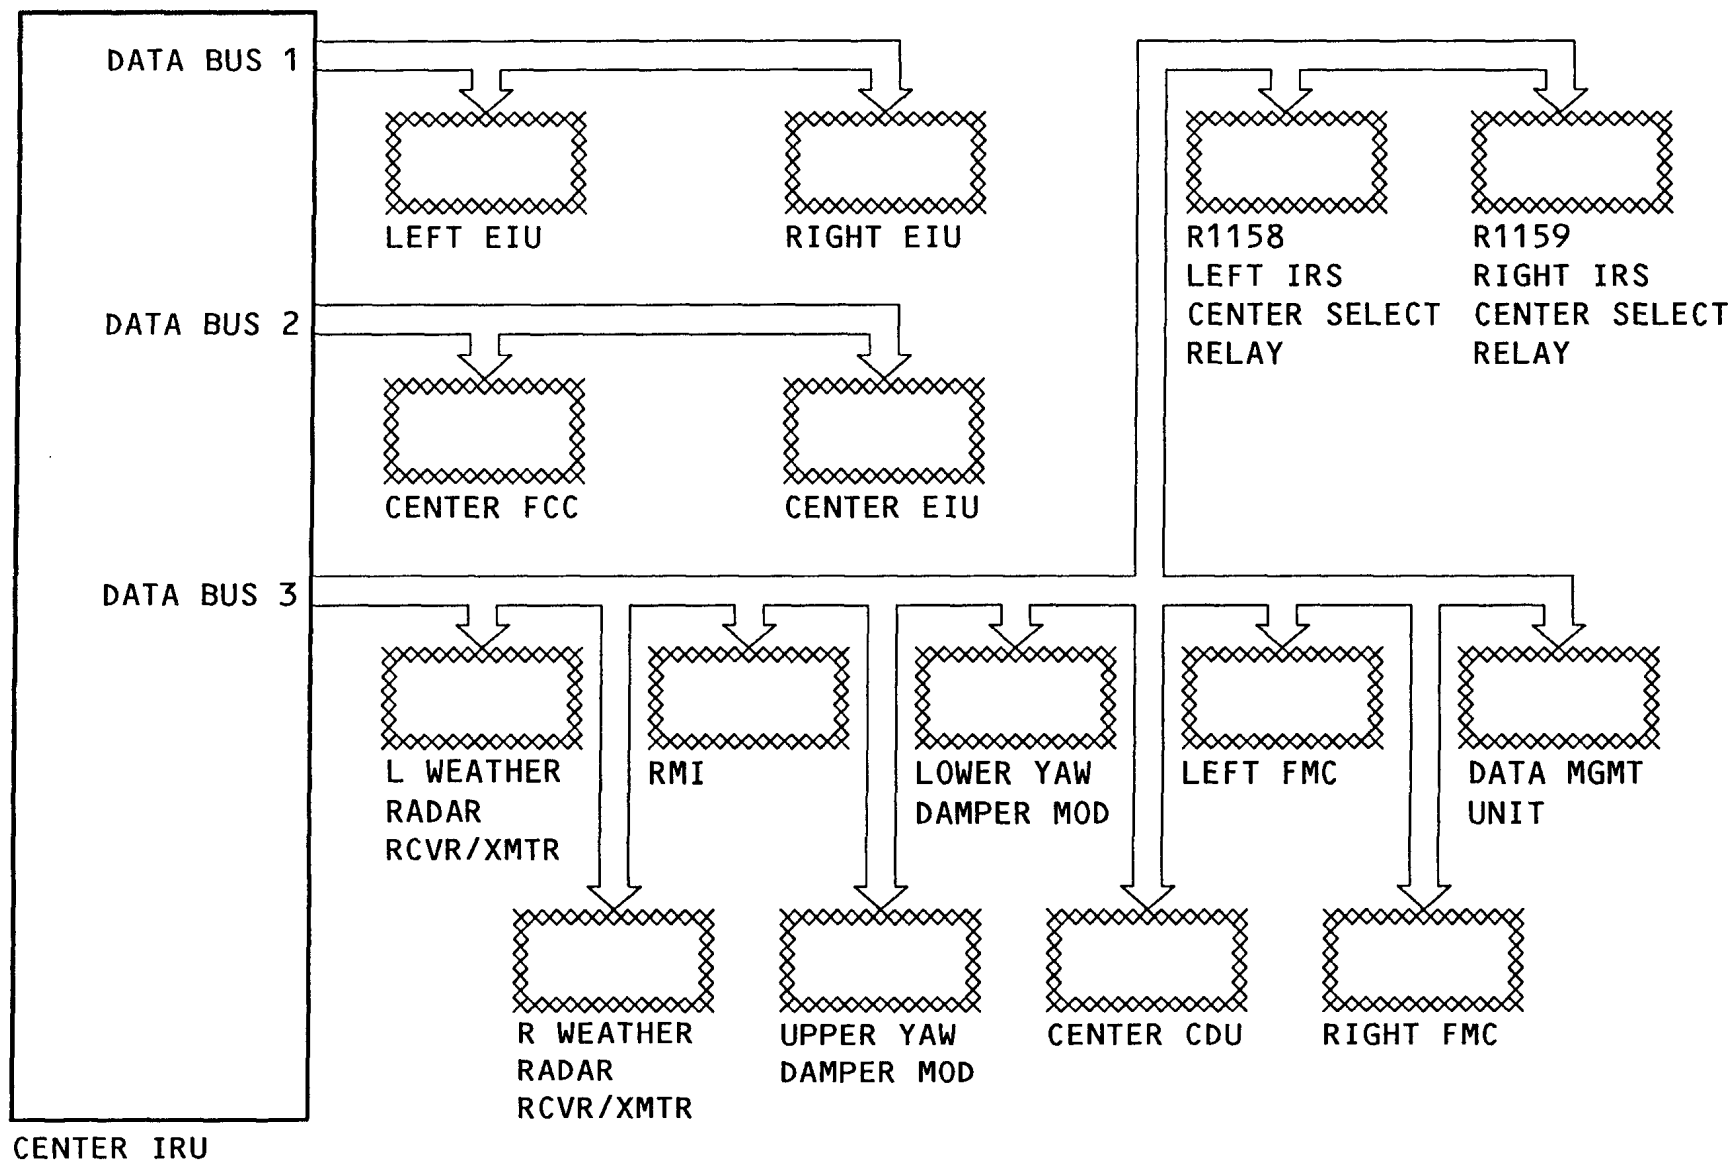 DATA BUS 1
LEFT EIU
RIGHT EIU
R1158
LEFT IRS
CENTER SELECT
RELAY
R1159
RIGHT IRS
CENTER SELECT
RELAY
DATA BUS 2
CENTER FCC
CENTER EIU
DATA BUS 3
L WEATHER
RADAR
RCVR/XMTR
RMI
LOWER YAW
DAMPER MOD
LEFT FMC
DATA MGMT
UNIT
R WEATHER
RADAR
RCVR/XMTR
UPPER YAW
DAMPER MOD
CENTER CDU
RIGHT FMC
CENTER IRU